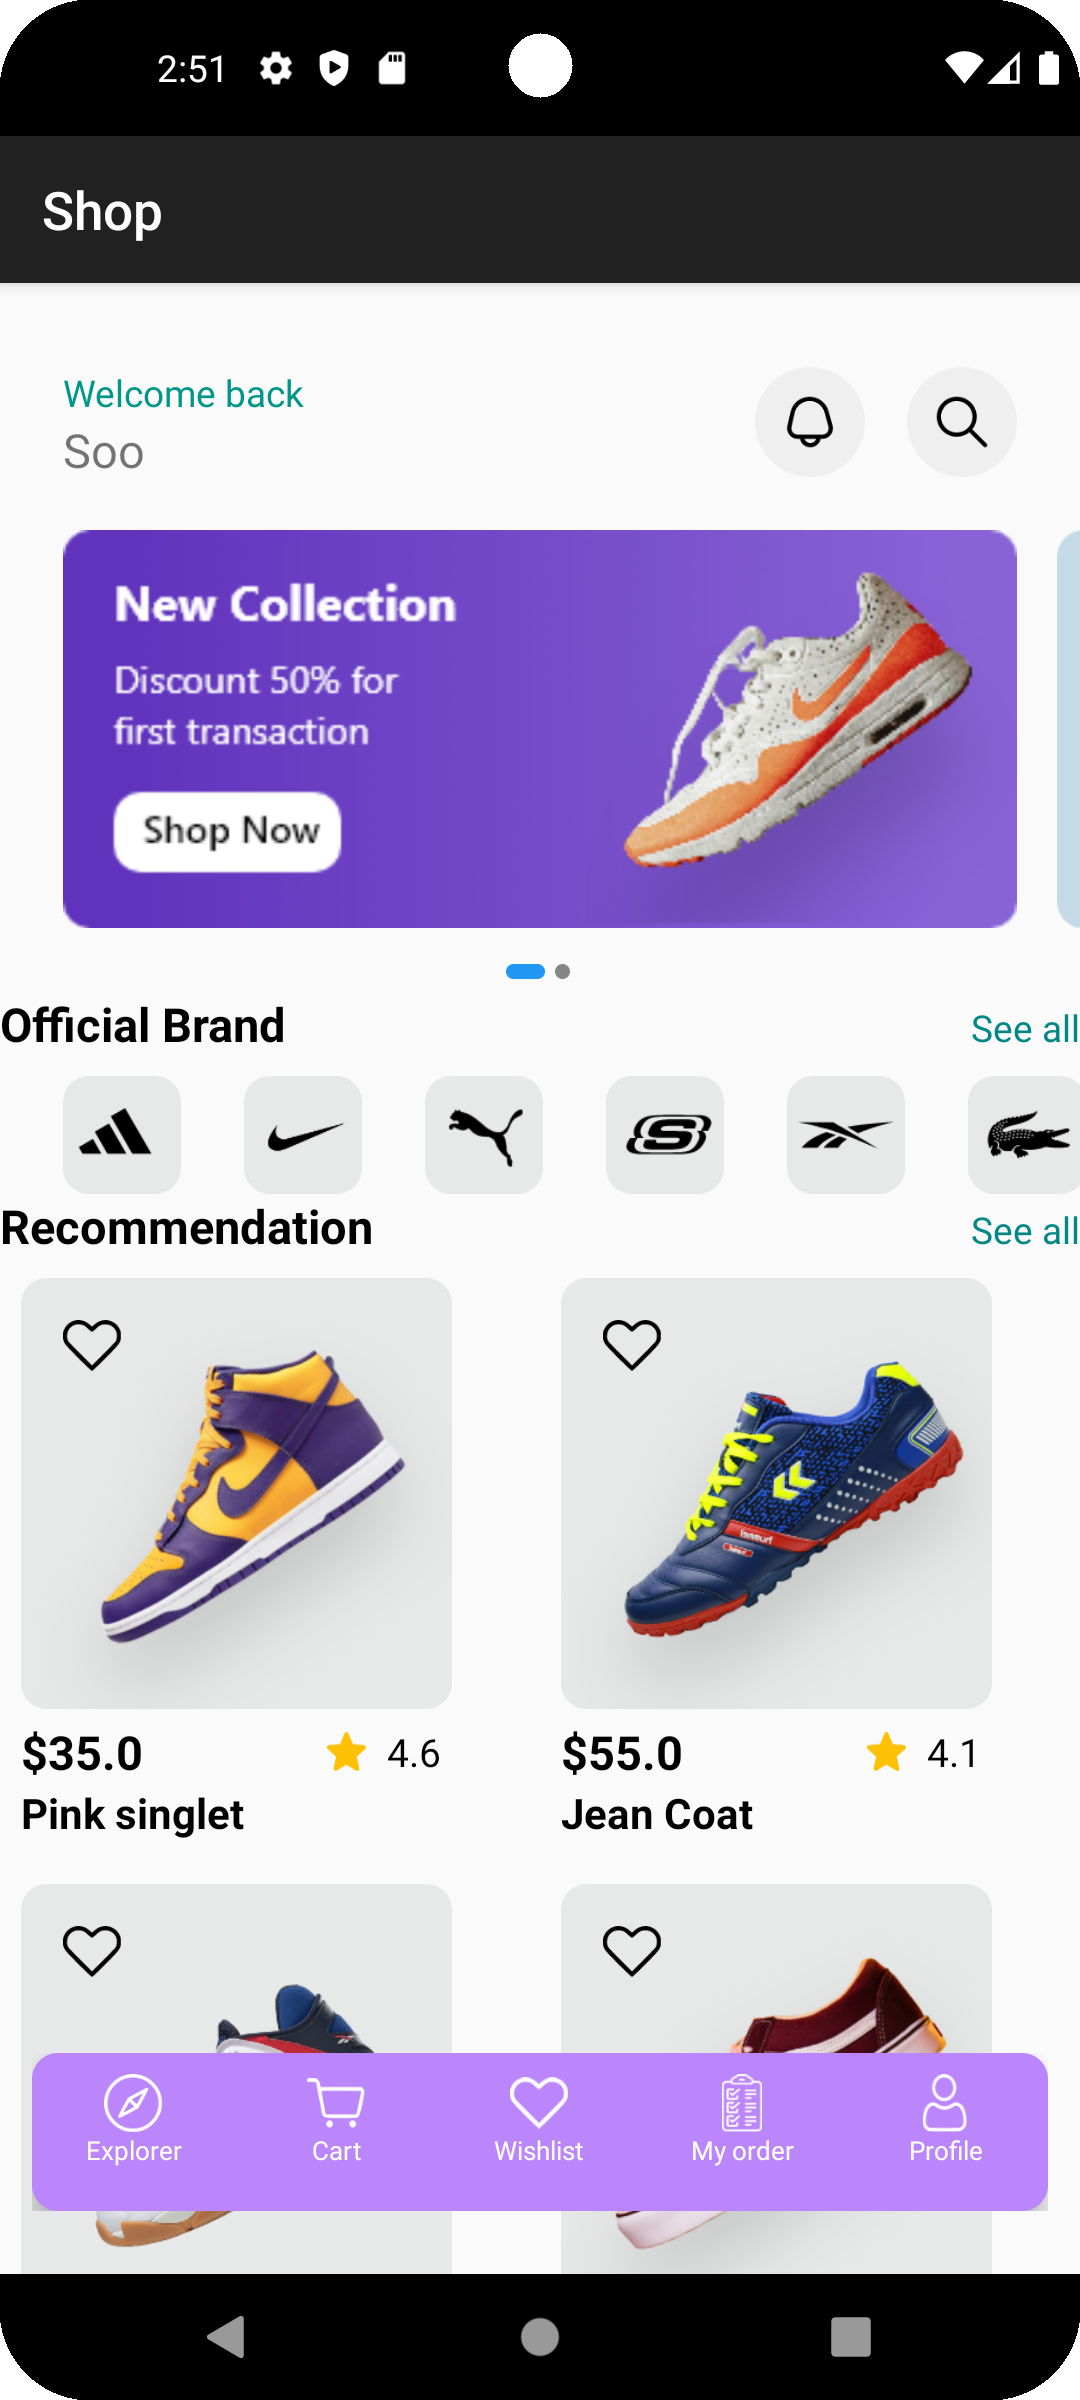 2:51
Shop
Welcome back
Soo
New Collection
Discount 50% for
first transaction
Shop Now
Official Brand
See all
Recommendation
See all
$35.0
4.6
$55.0
4.1
Pink singlet
Jean Coat
Explorer
Cart
Wishlist
My order
Profile